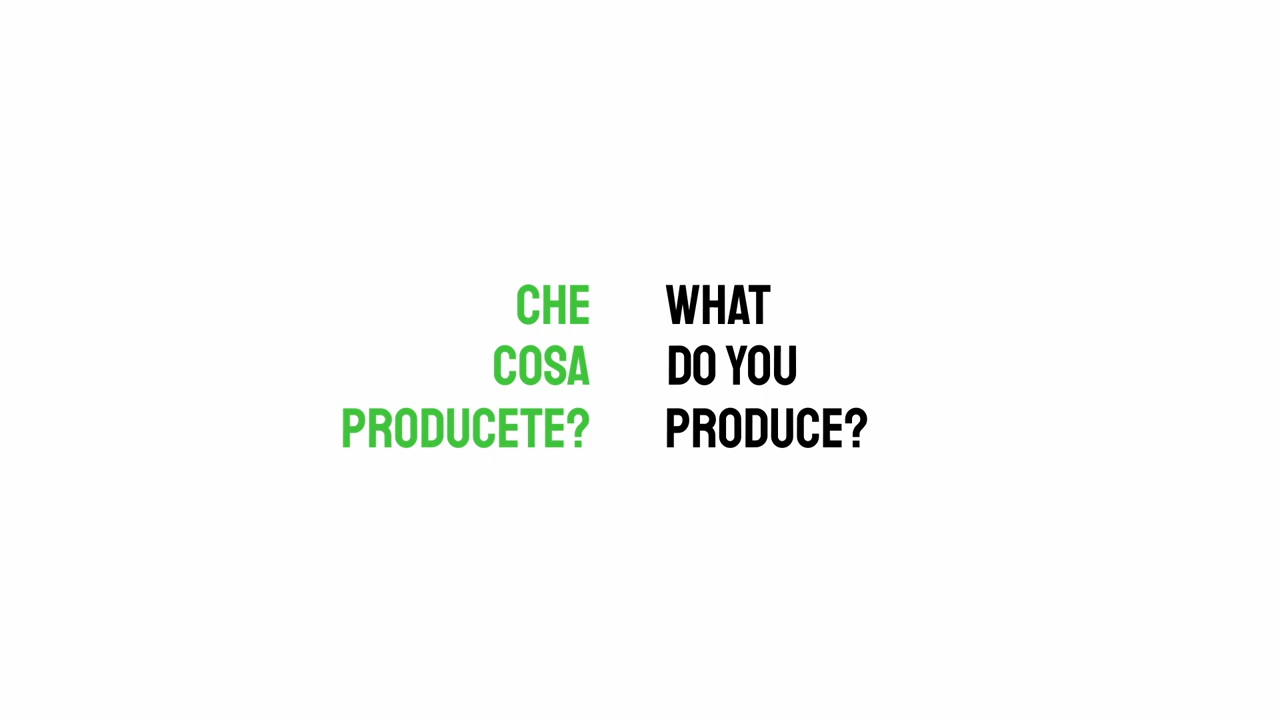 CHE
COSA
PRODUCETE?
WHAT
DO YOU
PRODUCE?